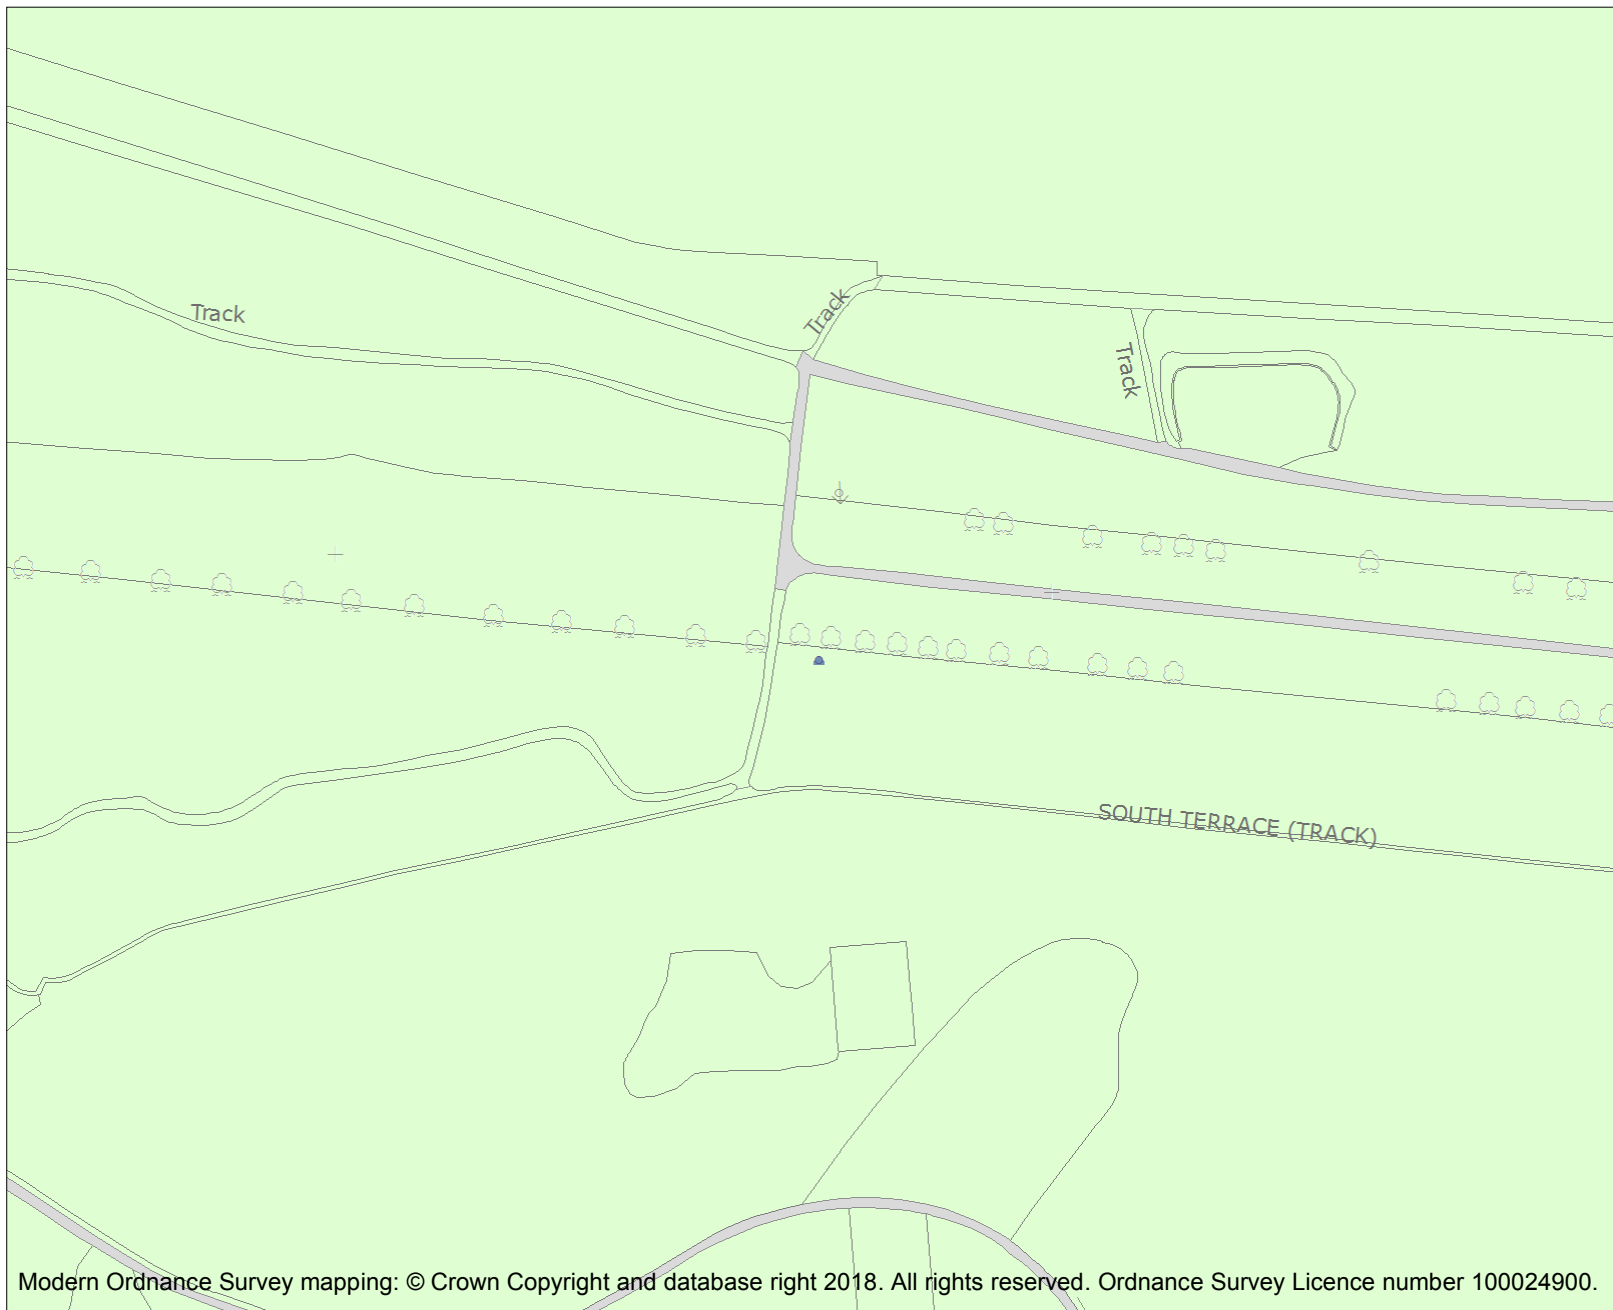 Track
Track
Track
SOUTH TERRACE (TRACK)
Modern Ordnance Survey mapping: © Crown Copyright and database right 2018. All rights reserved. Ordnance Survey Licence number 100024900.